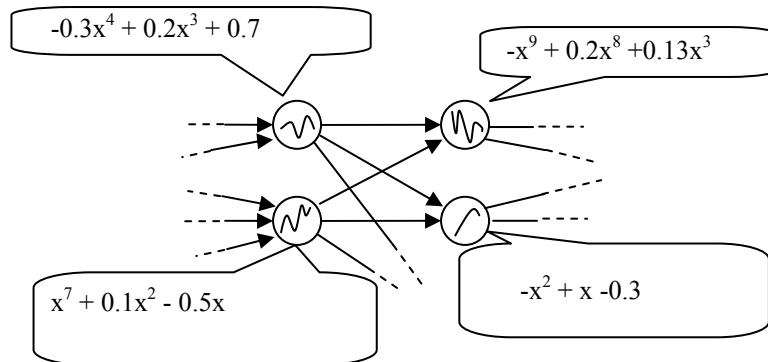 -0.3x⁴ + 0.2x³ + 0.7
-x⁹ + 0.2x⁸ +0.13x³
x⁷ + 0.1x² - 0.5x
-x² + x -0.3